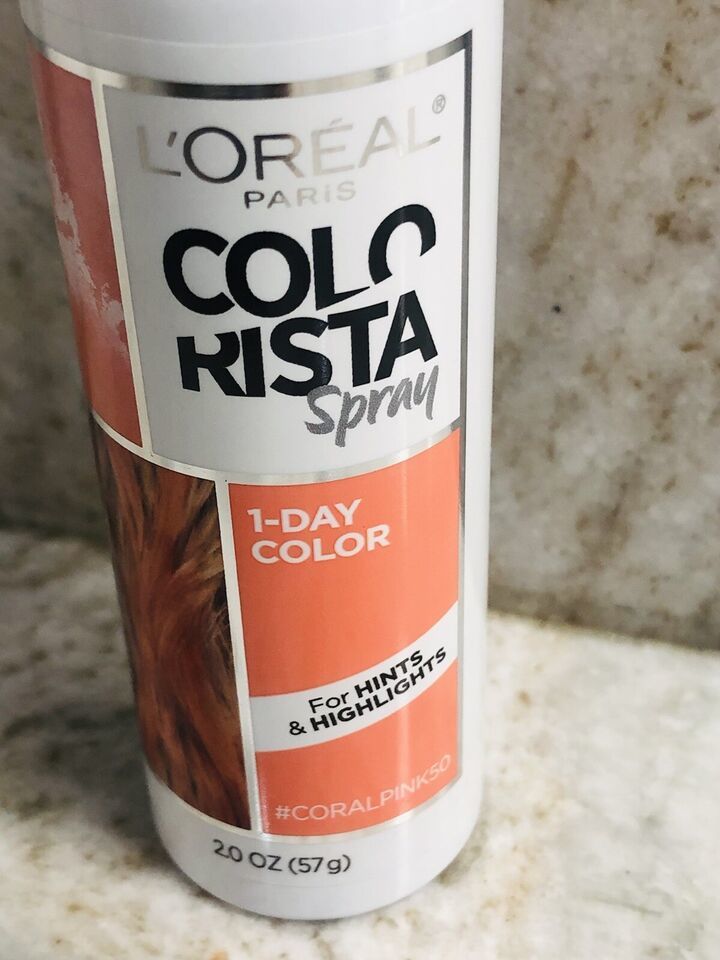 L'ORÉAL®
PARIS
COLO
RISTA
Spray
1-DAY
COLOR
For HINTS
& HIGHLIGHTS
#CORALPINK50
2.0 OZ (57g)